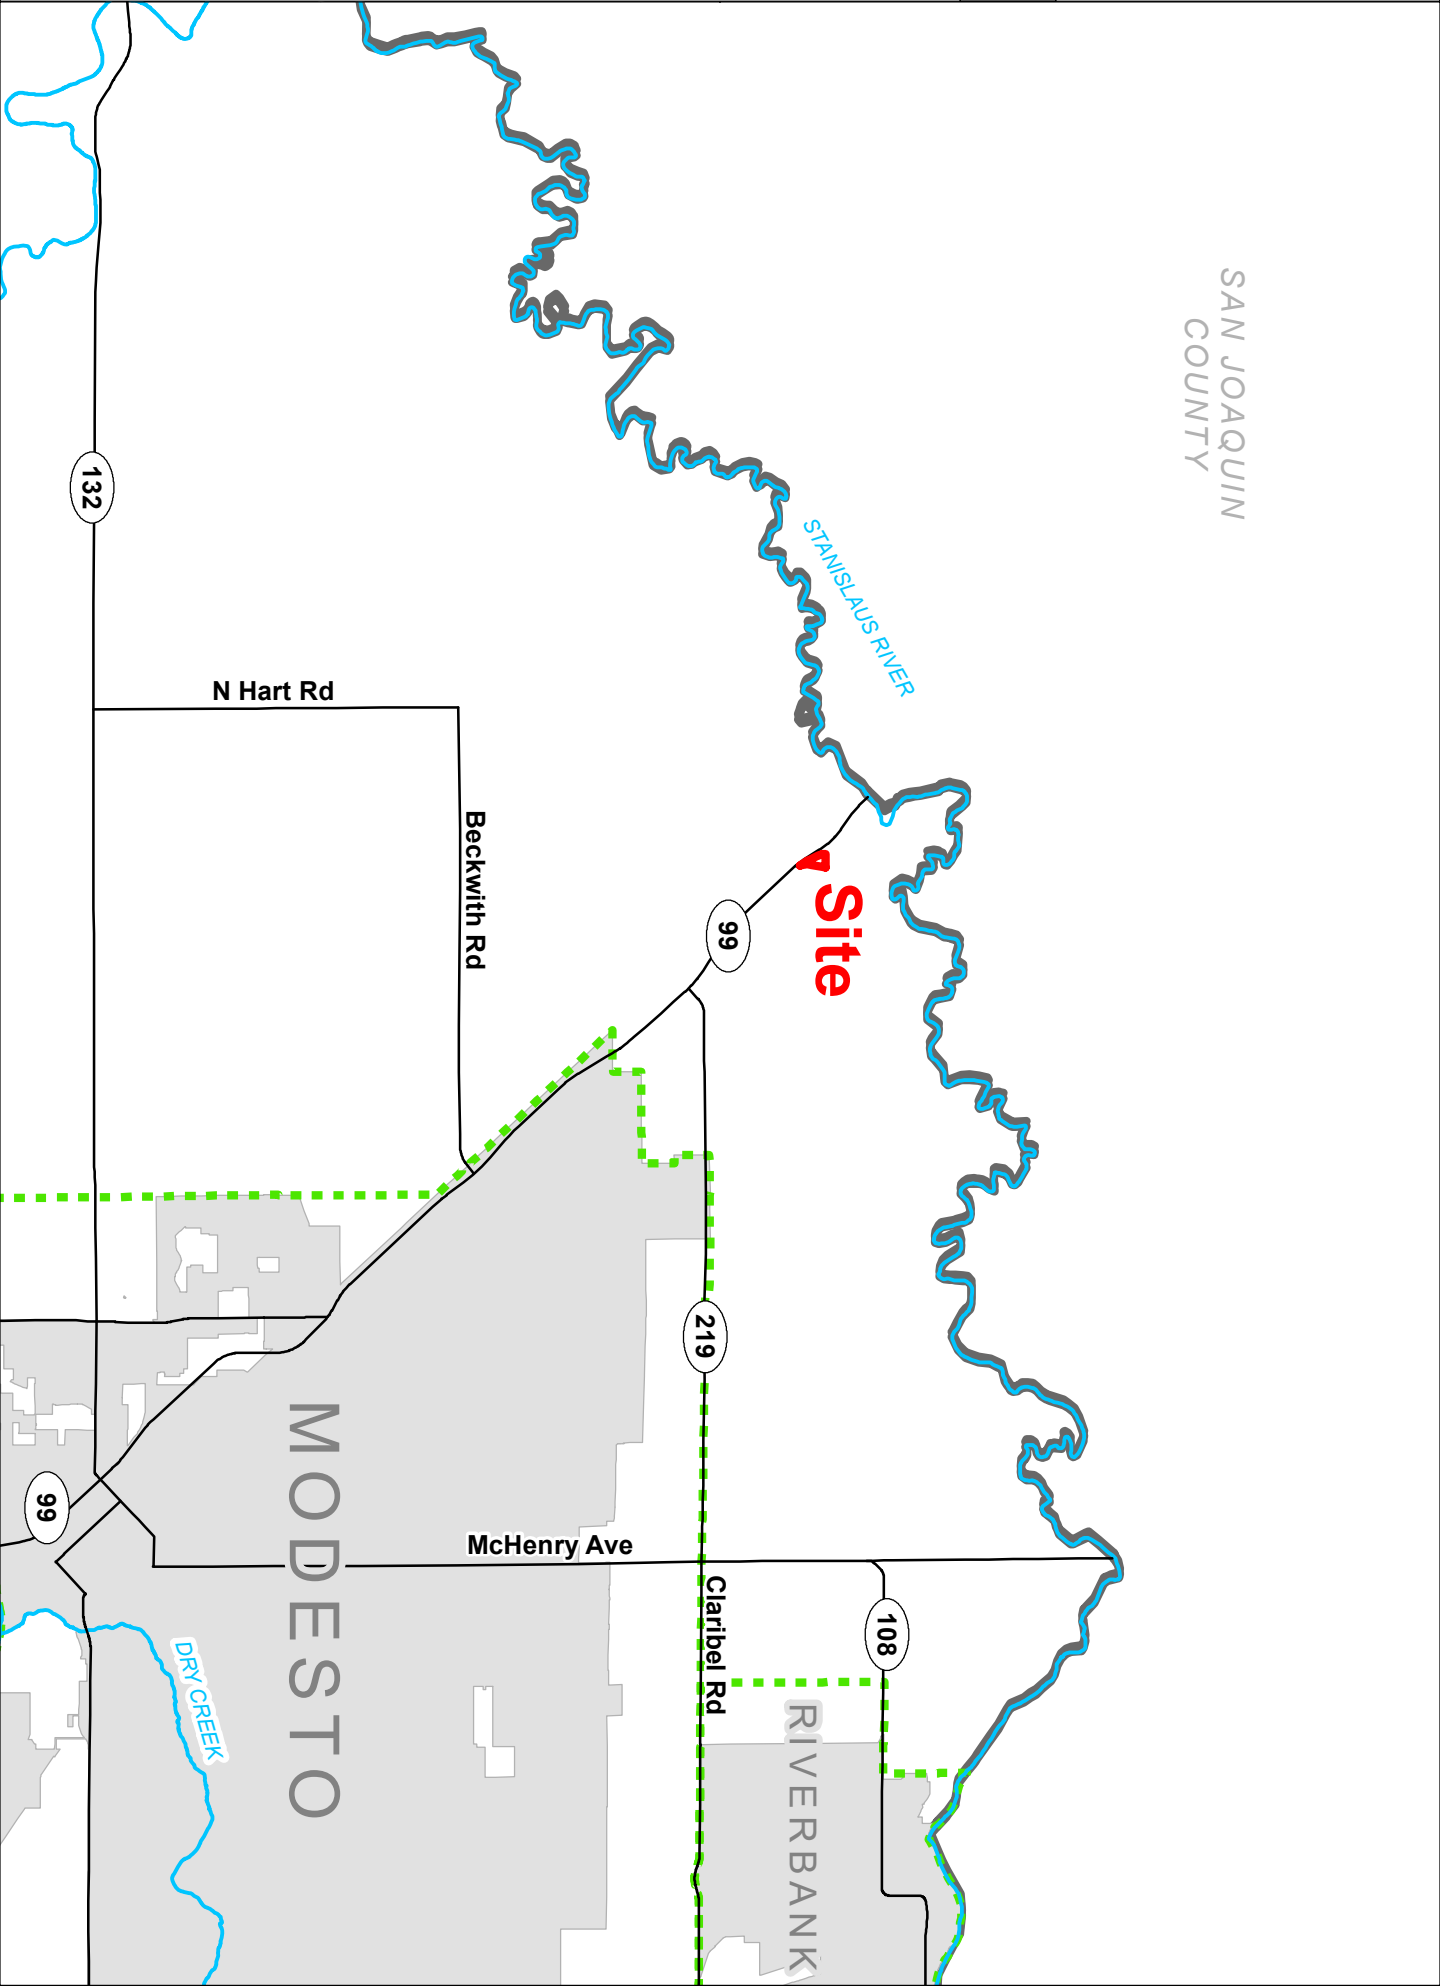 SAN JOAQUIN
COUNTY
STANISLAUS RIVER
Site
99
219
108
132
N Hart Rd
Beckwith Rd
McHenry Ave
Claribel Rd
RIVERBANK
MODESTO
99
DRY CREEK